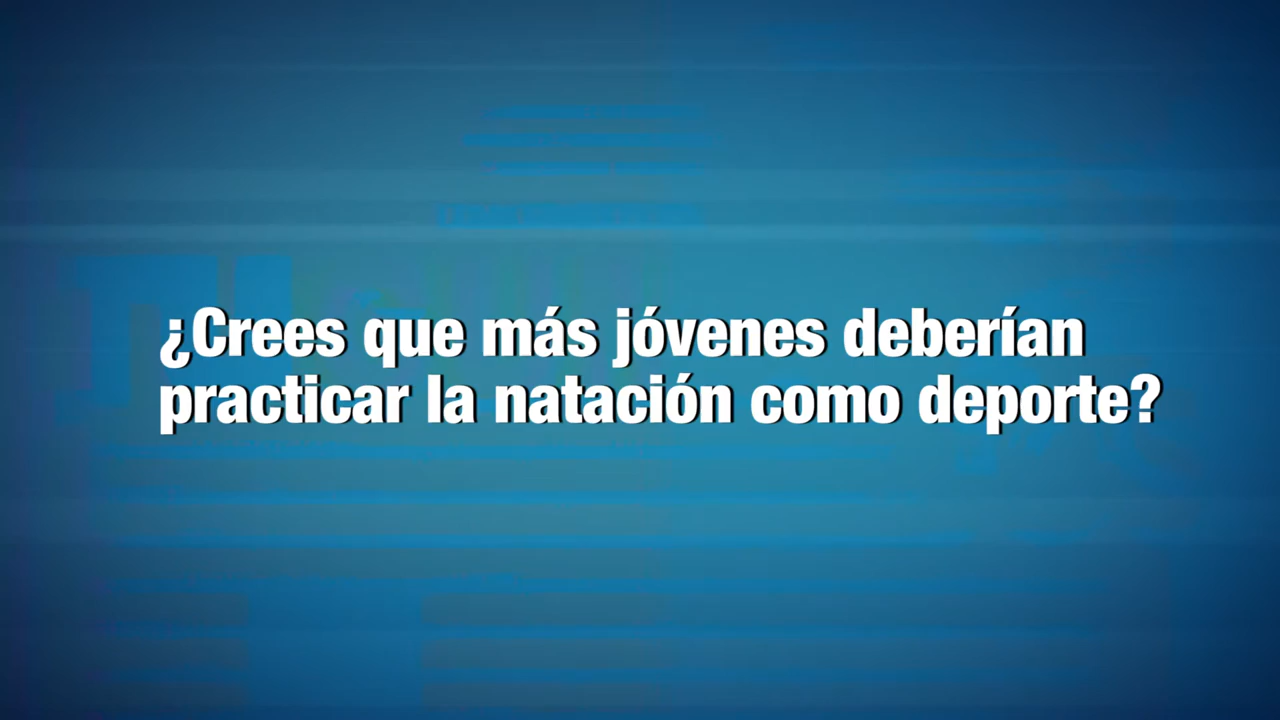 ¿Crees que más jóvenes deberían
practicar la natación como deporte?